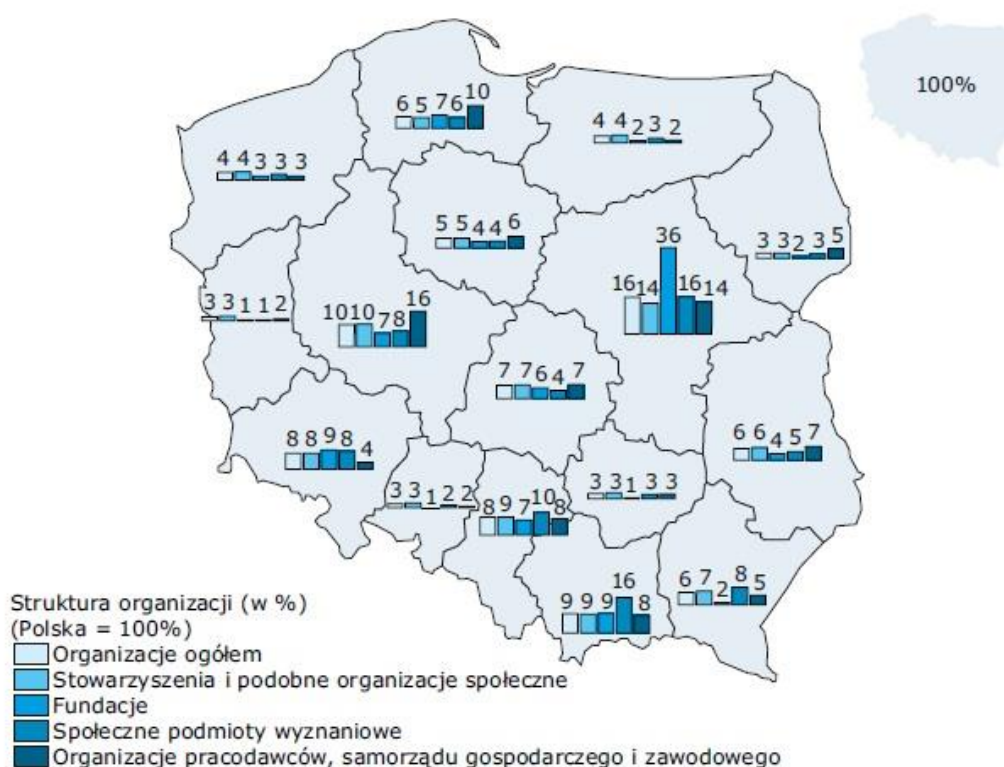 100%
6 5 7 6 10
4 4 2 3 2
4 4 3 3 3
5 5 4 4 6
3 3 2 3 5
16 14 36 16 14
3 3 1 1 2
10 10 7 8 16
7 7 6 4 7
8 8 9 8 4
6 6 4 5 7
3 3 1 2 2
8 9 7 10 8
3 3 1 3 3
9 9 9 16 8
6 7 2 8 5
Struktura organizacji (w %)
(Polska = 100%)
Organizacje ogółem
Stowarzyszenia i podobne organizacje społeczne
Fundacje
Społeczne podmioty wyznaniowe
Organizacje pracodawców, samorządu gospodarczego i zawodowego